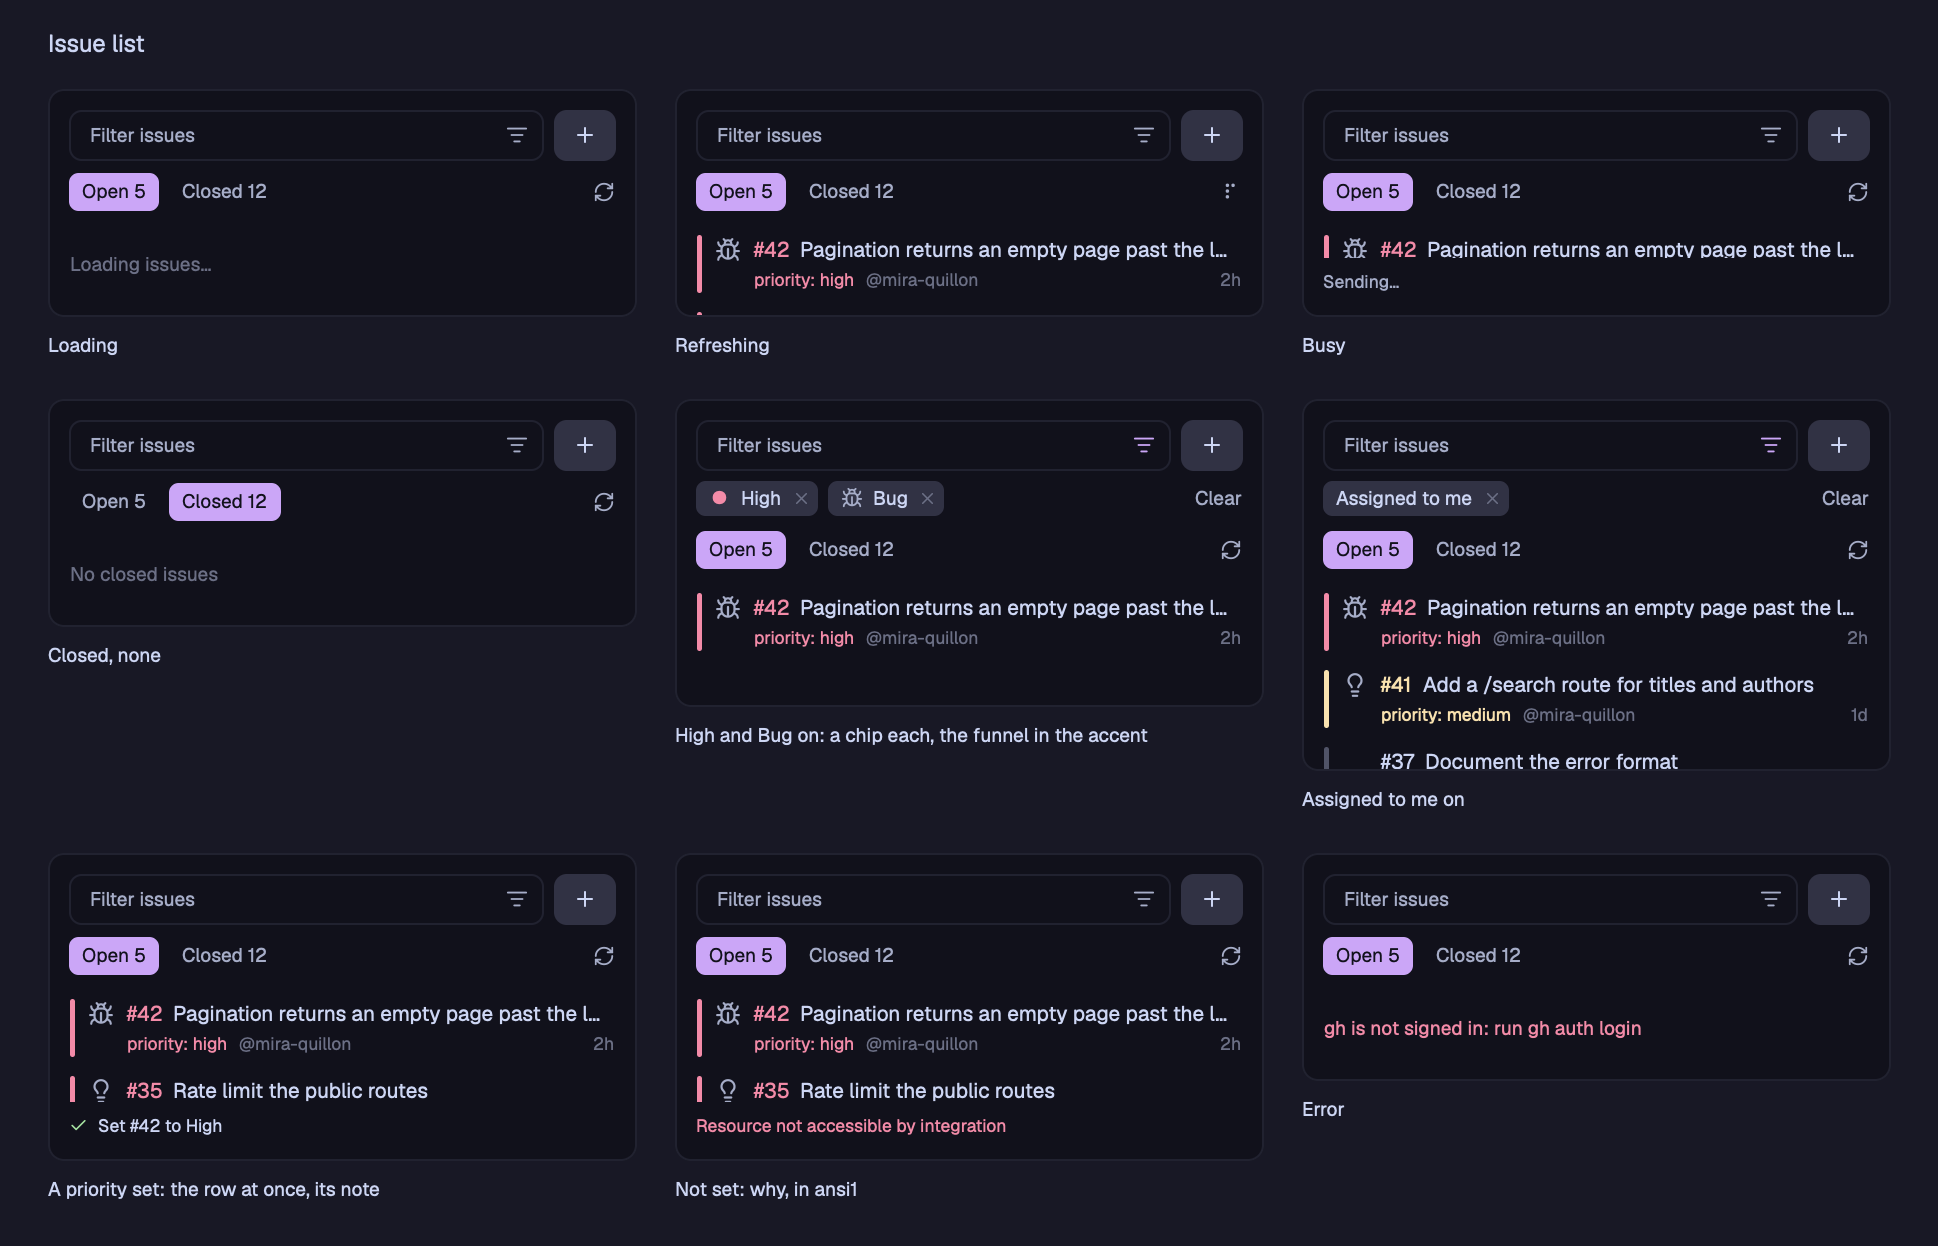 Issue list
Filter issues
Open 5 Closed 12
Loading issues...
Loading
Filter issues
Open 5 Closed 12
#42 Pagination returns an empty page past the l...
priority: high @mira-quillon 2h
Refreshing
Filter issues
Open 5 Closed 12
#42 Pagination returns an empty page past the l...
Sending...
Busy
Filter issues
Open 5 Closed 12
No closed issues
Closed, none
Filter issues
High Bug Clear
Open 5 Closed 12
#42 Pagination returns an empty page past the l...
priority: high @mira-quillon 2h
High and Bug on: a chip each, the funnel in the accent
Filter issues
Assigned to me Clear
Open 5 Closed 12
#42 Pagination returns an empty page past the l...
priority: high @mira-quillon 2h
#41 Add a /search route for titles and authors
priority: medium @mira-quillon 1d
#37 Document the error format
Assigned to me on
Filter issues
Open 5 Closed 12
#42 Pagination returns an empty page past the l...
priority: high @mira-quillon 2h
#35 Rate limit the public routes
Set #42 to High
A priority set: the row at once, its note
Filter issues
Open 5 Closed 12
#42 Pagination returns an empty page past the l...
priority: high @mira-quillon 2h
#35 Rate limit the public routes
Resource not accessible by integration
Not set: why, in ansi1
Filter issues
Open 5 Closed 12
gh is not signed in: run gh auth login
Error